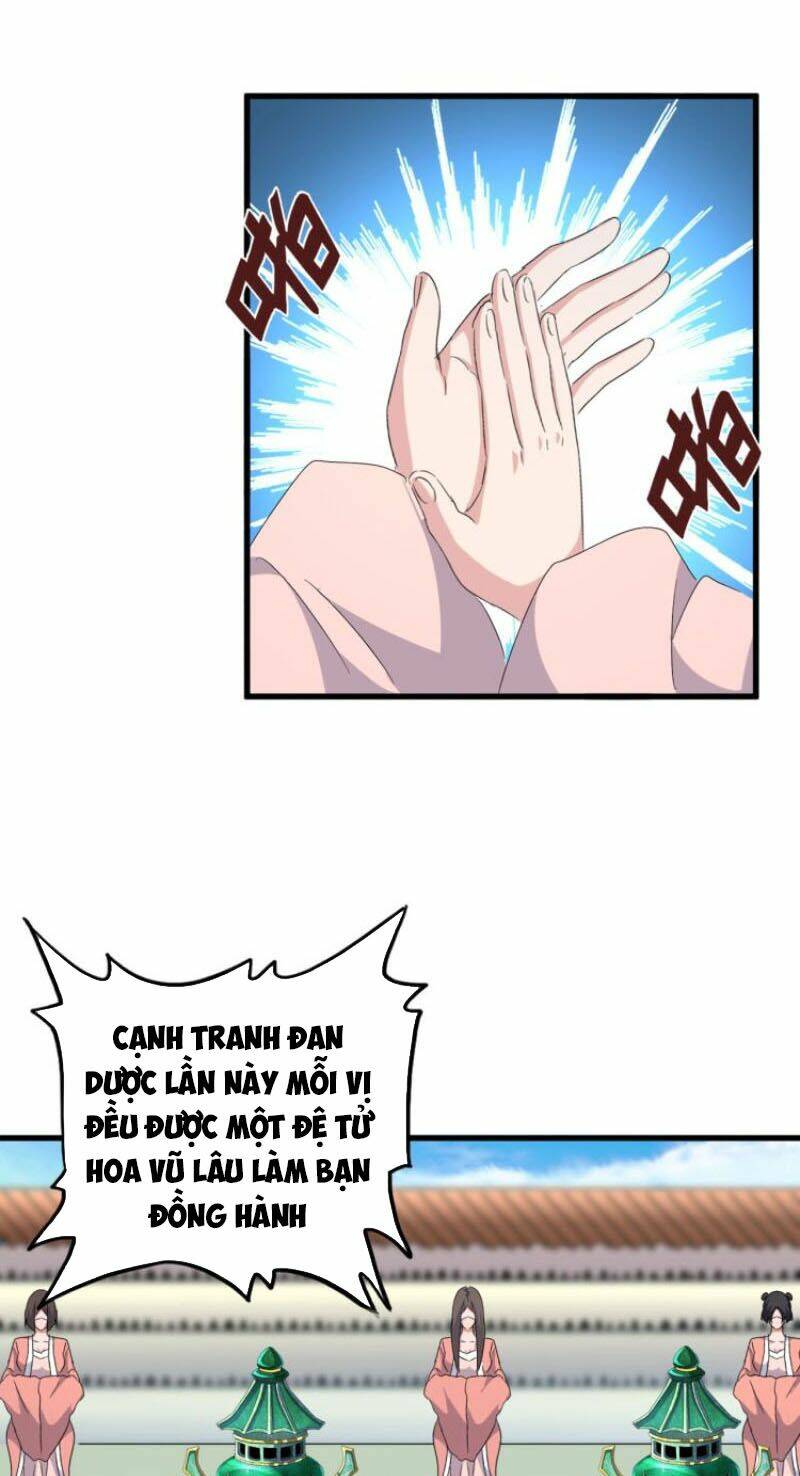 啪
啪
CẠNH TRANH ĐAN
DƯỢC LẦN NÀY MỖI VỊ
ĐỀU ĐƯỢC MỘT ĐỆ TỬ
HOA VŨ LÂU LÀM BẠN
ĐỒNG HÀNH